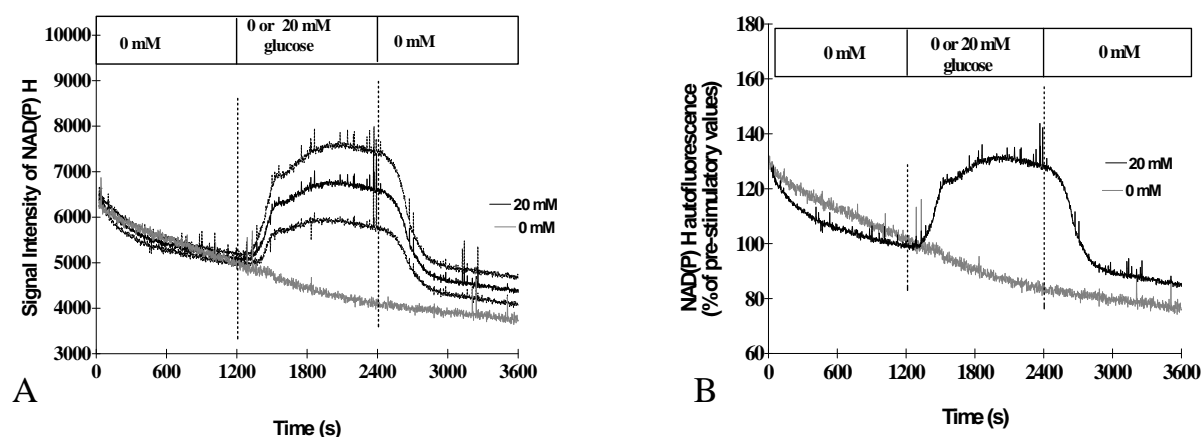 0 mM
0 or 20 mM
glucose
0 mM
10000
9000
8000
7000
6000
5000
4000
3000
Signal Intensity of NAD(P) H
20 mM
0 mM
0 1200 2400 3600
Time (s)
A
0 mM
0 or 20 mM
glucose
0 mM
180
160
140
120
100
80
60
NAD(P) H autofluorescence
(% of pre-stimulatory values)
20 mM
0 mM
0 600 1200 1800 2400 3000 3600
Time (s)
B